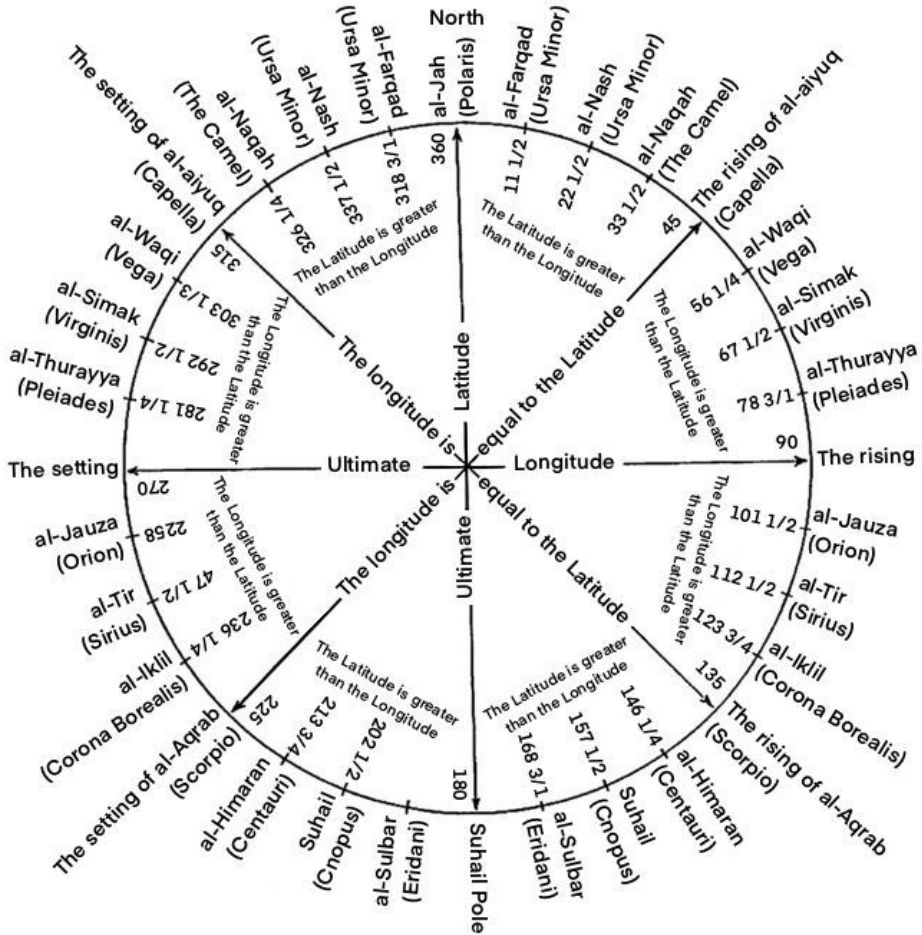 North
al-Jah
(Polaris)
360
al-Farqad
(Ursa Minor)
11 1/2
al-Nash
(Ursa Minor)
22 1/2
al-Naqah
(The Camel)
33 1/2
The rising of al-aiyuq
(Capella)
45
al-Waqi
(Vega)
56 1/4
al-Simak
(Virginis)
67 1/2
al-Thurayya
(Pleiades)
78 3/1
The rising
90
al-Jauza
(Orion)
101 1/2
al-Tir
(Sirius)
112 1/2
al-Iklil
(Corona Borealis)
123 3/4
The rising of al-Aqrab
(Scorpio)
135
al-Himaran
(Centauri)
146 1/4
Suhail
(Cnopus)
157 1/2
al-Sulbar
(Eridani)
168 3/1
Suhail Pole
180
al-Sulbar
(Eridani)
Suhail
(Cnopus)
202 1/2
al-Himaran
(Centauri)
213 3/4
The setting of al-Aqrab
(Scorpio)
225
al-Iklil
(Corona Borealis)
236 1/4
al-Tir
(Sirius)
47 1/2
al-Jauza
(Orion)
2258
The setting
270
al-Thurayya
(Pleiades)
281 1/4
al-Simak
(Virginis)
292 1/2
al-Waqi
(Vega)
303 1/3
The setting of al-aiyuq
(Capella)
315
al-Naqah
(The Camel)
326 1/4
al-Nash
(Ursa Minor)
337 1/2
al-Farqad
(Ursa Minor)
318 3/1
The Latitude is greater
than the Longitude
The Latitude is greater
than the Longitude
The Longitude is greater
than the Latitude
The Longitude is greater
than the Latitude
The Latitude is greater
than the Longitude
The Latitude is greater
than the Longitude
The Longitude is greater
than the Latitude
The Longitude is greater
than the Latitude
Latitude
Ultimate
Ultimate
Longitude
The longitude is
equal to the Latitude
The longitude is
equal to the Latitude